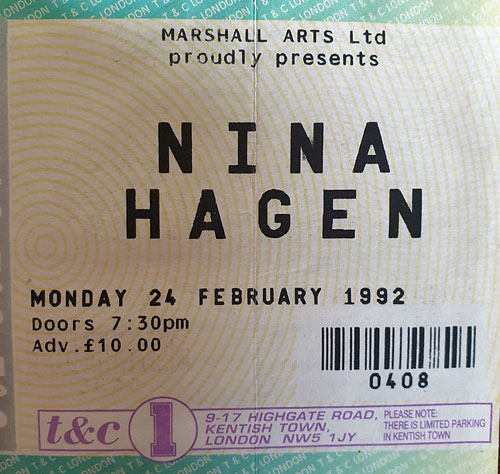 MARSHALL ARTS Ltd
proudly presents
NINA
HAGEN
MONDAY 24 FEBRUARY 1992
Doors 7:30pm
Adv.£10.00
0408
t&c 1
9-17 HIGHGATE ROAD,
KENTISH TOWN,
LONDON NW5 1JY
PLEASE NOTE:
THERE IS LIMITED PARKING
IN KENTISH TOWN